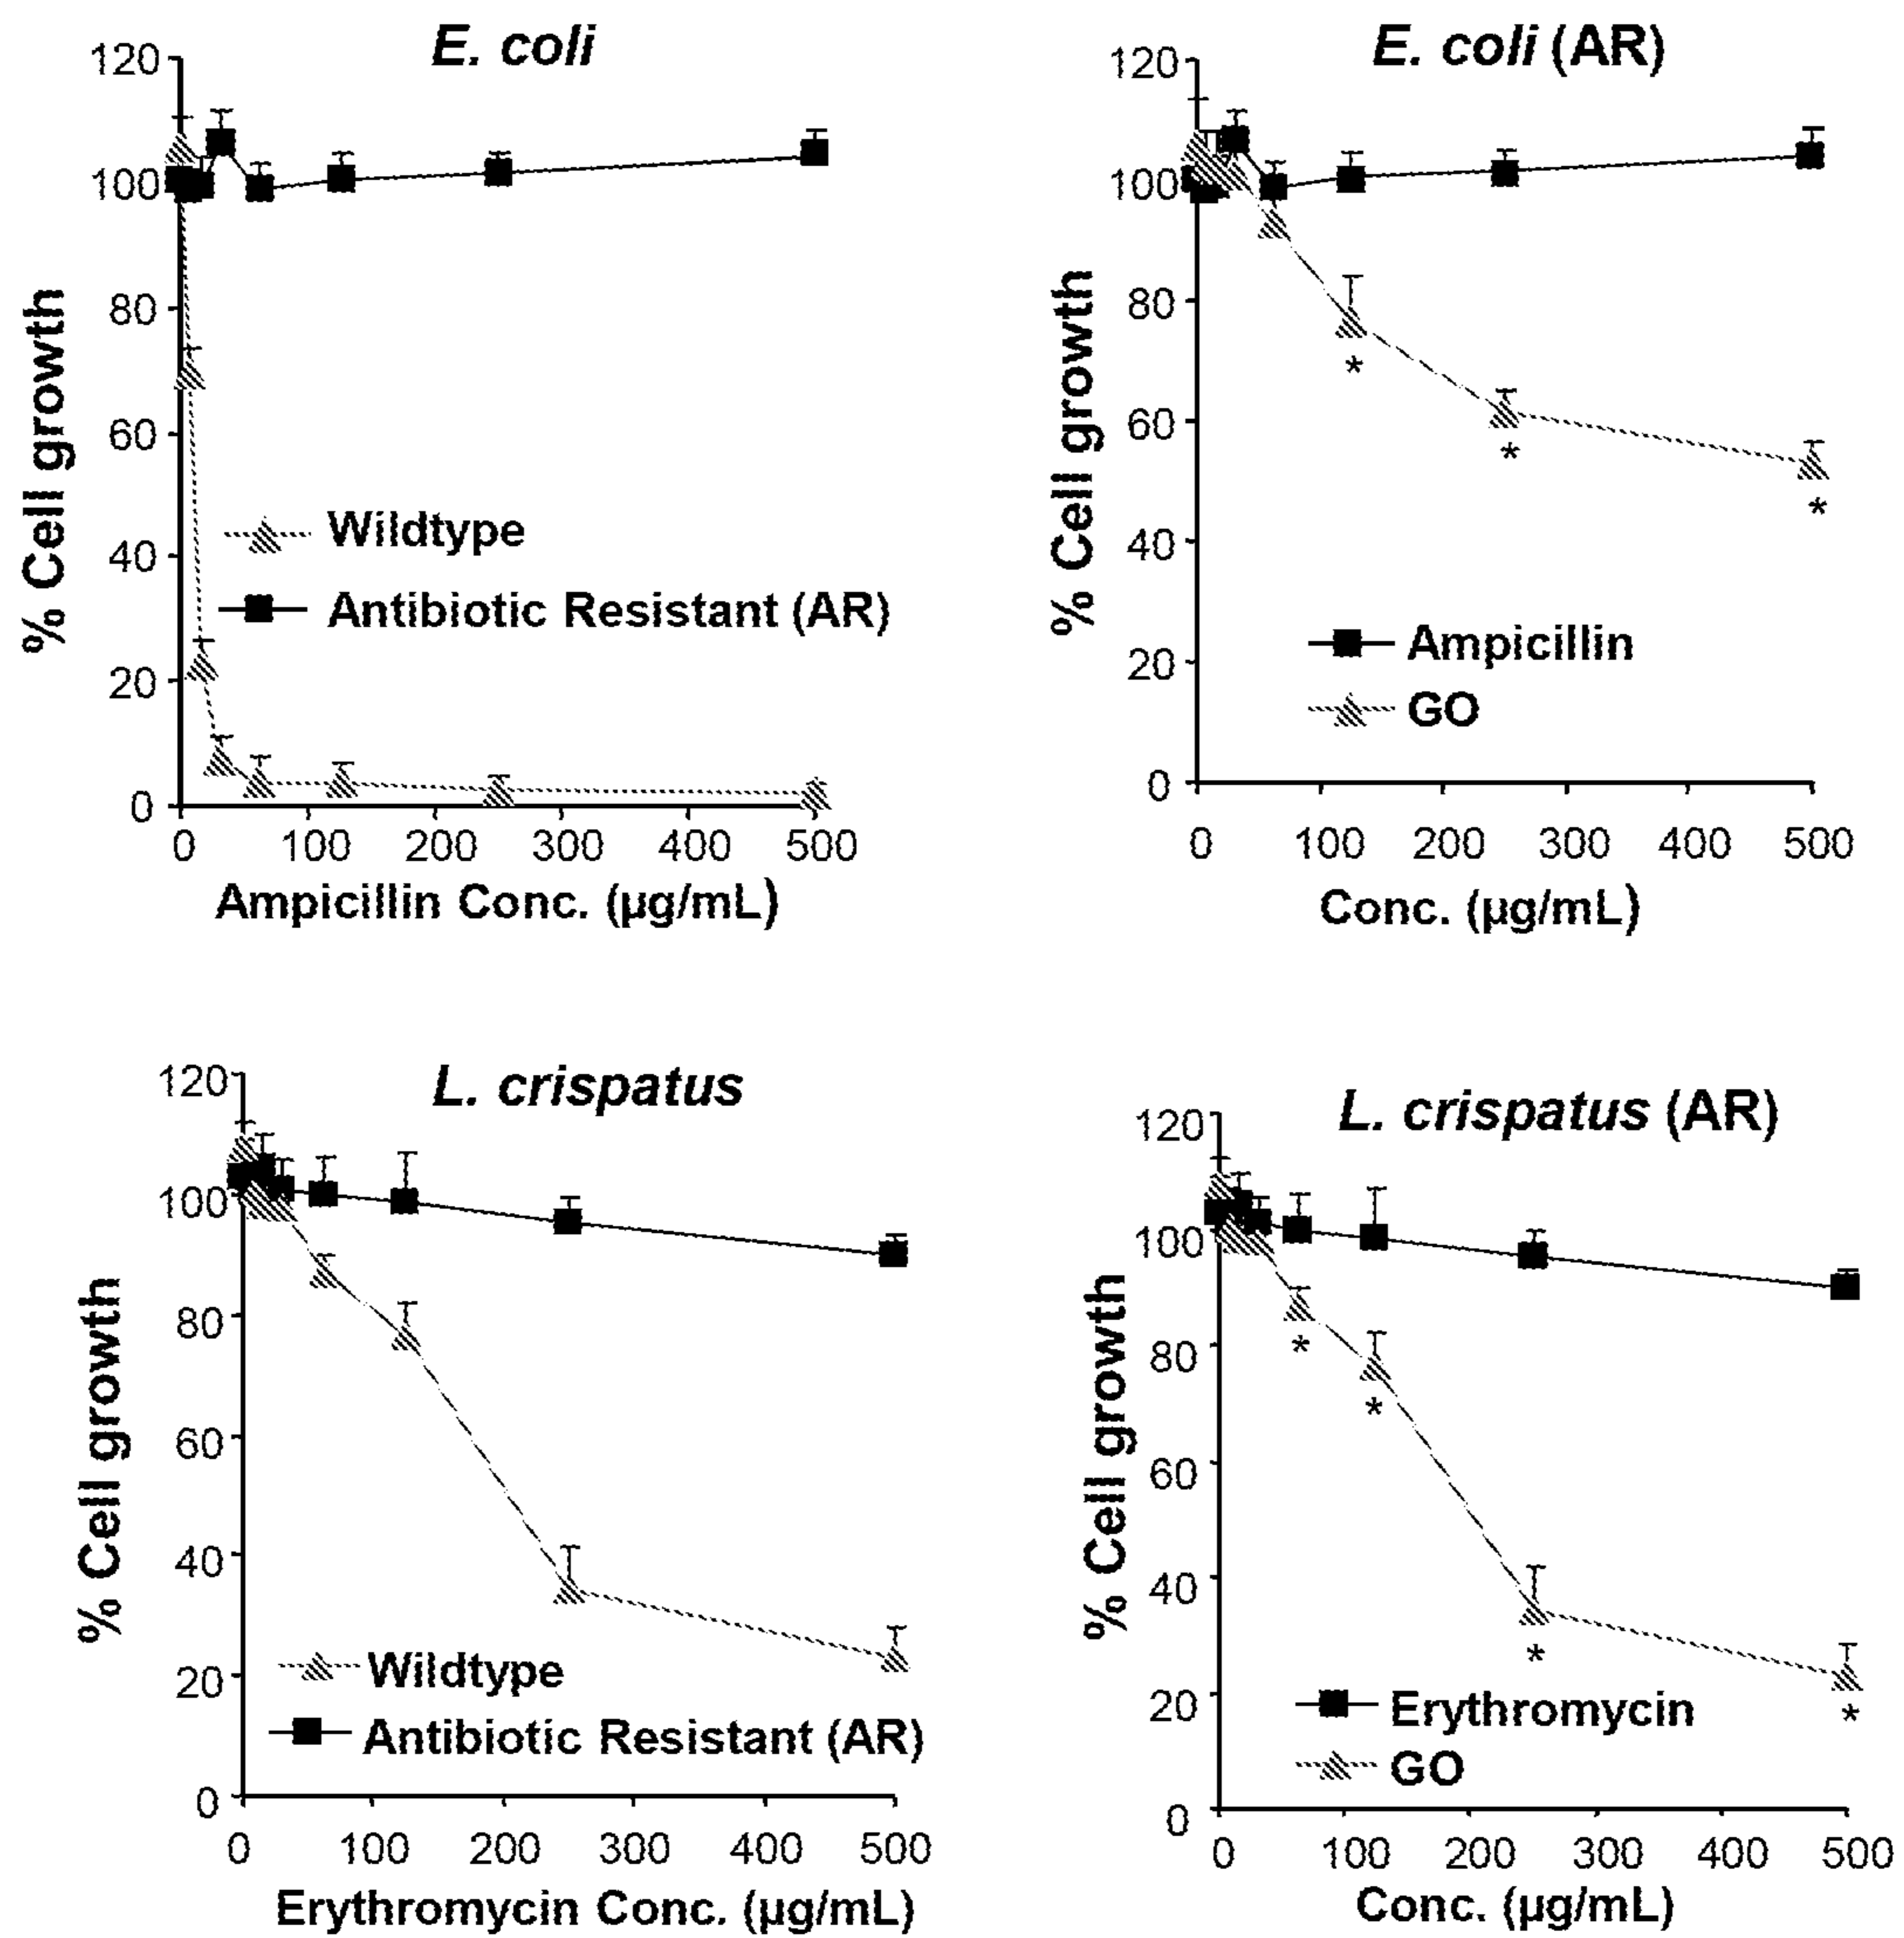 E. coli
120
100
80
60
40
20
0
% Cell growth
Wildtype
Antibiotic Resistant (AR)
0 100 200 300 400 500
Ampicillin Conc. (µg/mL)
E. coli (AR)
120
100
80
60
40
20
0
% Cell growth
*
*
*
Ampicillin
GO
0 100 200 300 400 500
Conc. (µg/mL)
L. crispatus
120
100
80
60
40
20
0
% Cell growth
Wildtype
Antibiotic Resistant (AR)
0 100 200 300 400 500
Erythromycin Conc. (µg/mL)
L. crispatus (AR)
120
100
80
60
40
20
0
% Cell growth
*
*
*
*
Erythromycin
GO
0 100 200 300 400 500
Conc. (µg/mL)